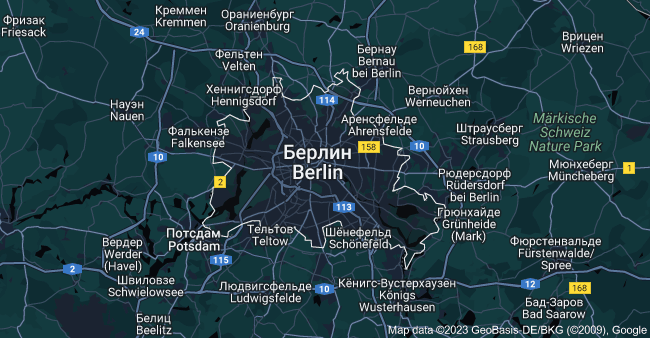 Фризак
Friesack
Креммен
Kremmen
24
Ораниенбург
Oranienburg
113
Бернау
Bernau
bei Berlin
168
Врицен
Wriezen
Фельтен
Velten
Хеннигсдорф
Hennigsdorf
114
Вернойхен
Werneuchen
Науэн
Nauen
Фалькензе
Falkensee
Аренсфельде
Ahrensfelde
Штраусберг
Strausberg
Märkische
Schweiz
Nature Park
10
10
158
Берлин
Berlin
2
Мюнхеберг
Müncheberg
1
Рюдерсдорф
Rüdersdorf
bei Berlin
113
Грюнхайде
Grünheide
(Mark)
Потсдам
Potsdam
Тельтов
Teltow
Шёнефельд
Schönefeld
Вердер
Werder
(Havel)
115
Фюрстенвальде
Fürstenwalde/
Spree
2
Швиловзе
Schwielowsee
Людвигсфельде
Ludwigsfelde
10
Кёнигс-Вустерхаузен
Königs
Wusterhausen
12
168
Бад-Заров
Bad Saarow
Белиц
Beelitz
Map data ©2023 GeoBasis-DE/BKG (©2009), Google